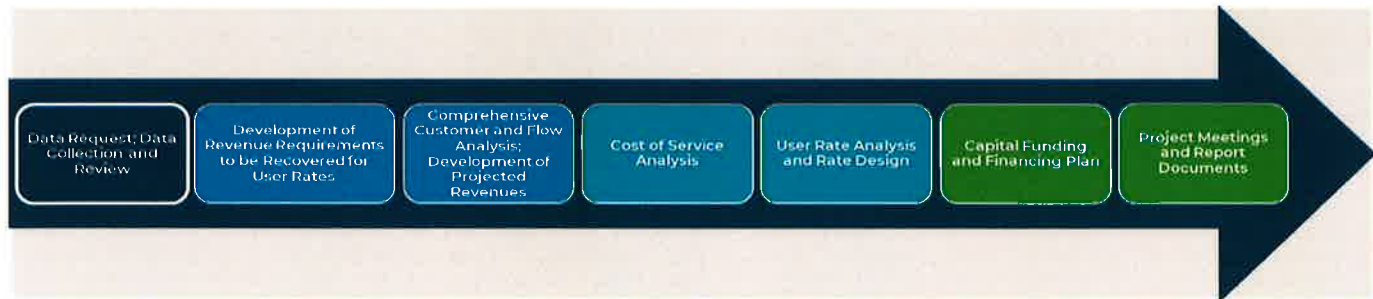 Data Request; Data
Collection and
Review
Development of
Revenue Requirements
to be Recovered for
User Rates
Comprehensive
Customer and Flow
Analysis;
Development of
Projected
Revenues
Cost of Service
Analysis
User Rate Analysis
and Rate Design
Capital Funding
and Financing Plan
Project Meetings
and Report
Documents